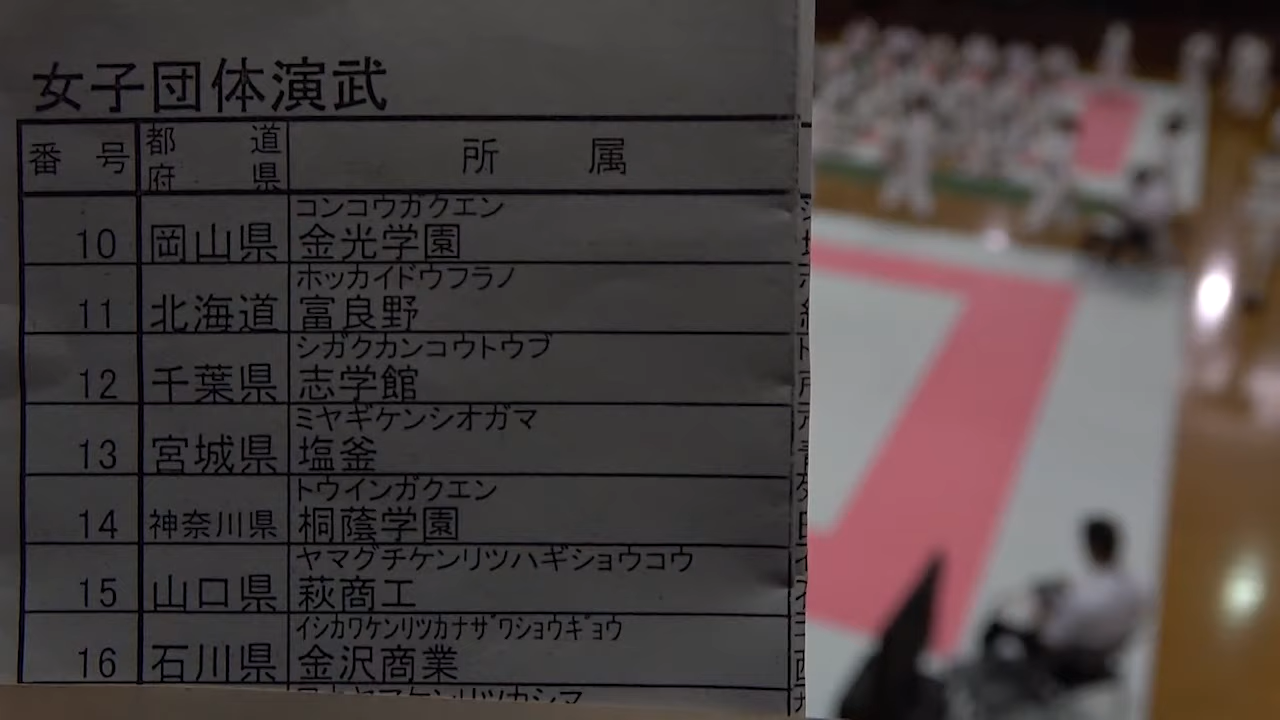 女子団体演武
番号 都道府県 所属
コンコウガクエン
10 岡山県 金光学園
ホッカイドウフラノ
11 北海道 富良野
シガクカンコウトウブ
12 千葉県 志学館
ミヤギケンシオガマ
13 宮城県 塩釜
トウインガクエン
14 神奈川県 桐蔭学園
ヤマグチケンリツハギショウコウ
15 山口県 萩商工
イシカワケンリツカナザワショウギョウ
16 石川県 金沢商業